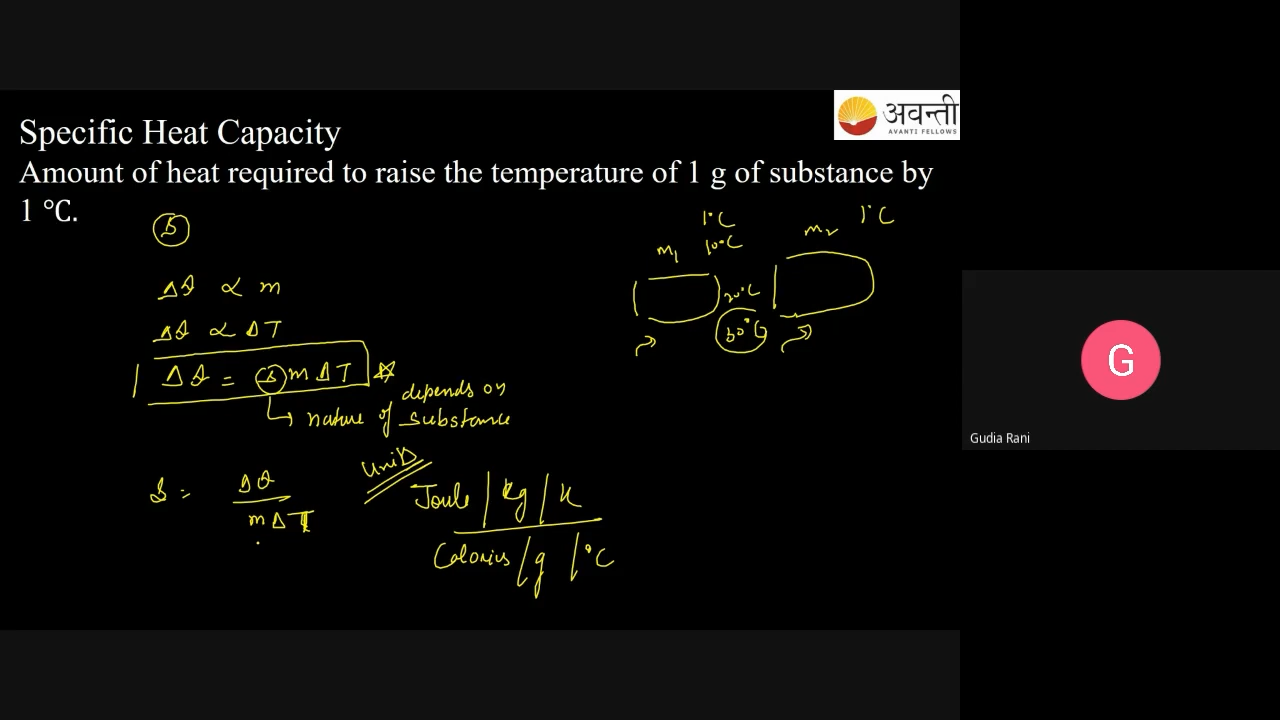 अवन्ती
AVANTI FELLOWS
Specific Heat Capacity
Amount of heat required to raise the temperature of 1 g of substance by
1 °C.
s
1°C
10°C
m₁
m₂
1°C
20°C
ΔQ ∝ m
ΔQ ∝ ΔT
ΔQ = s m ΔT
depends on
nature of substance
s = ΔQ
mΔT
Units
Joule / kg / K
Calories / g / °C
G
Gudia Rani